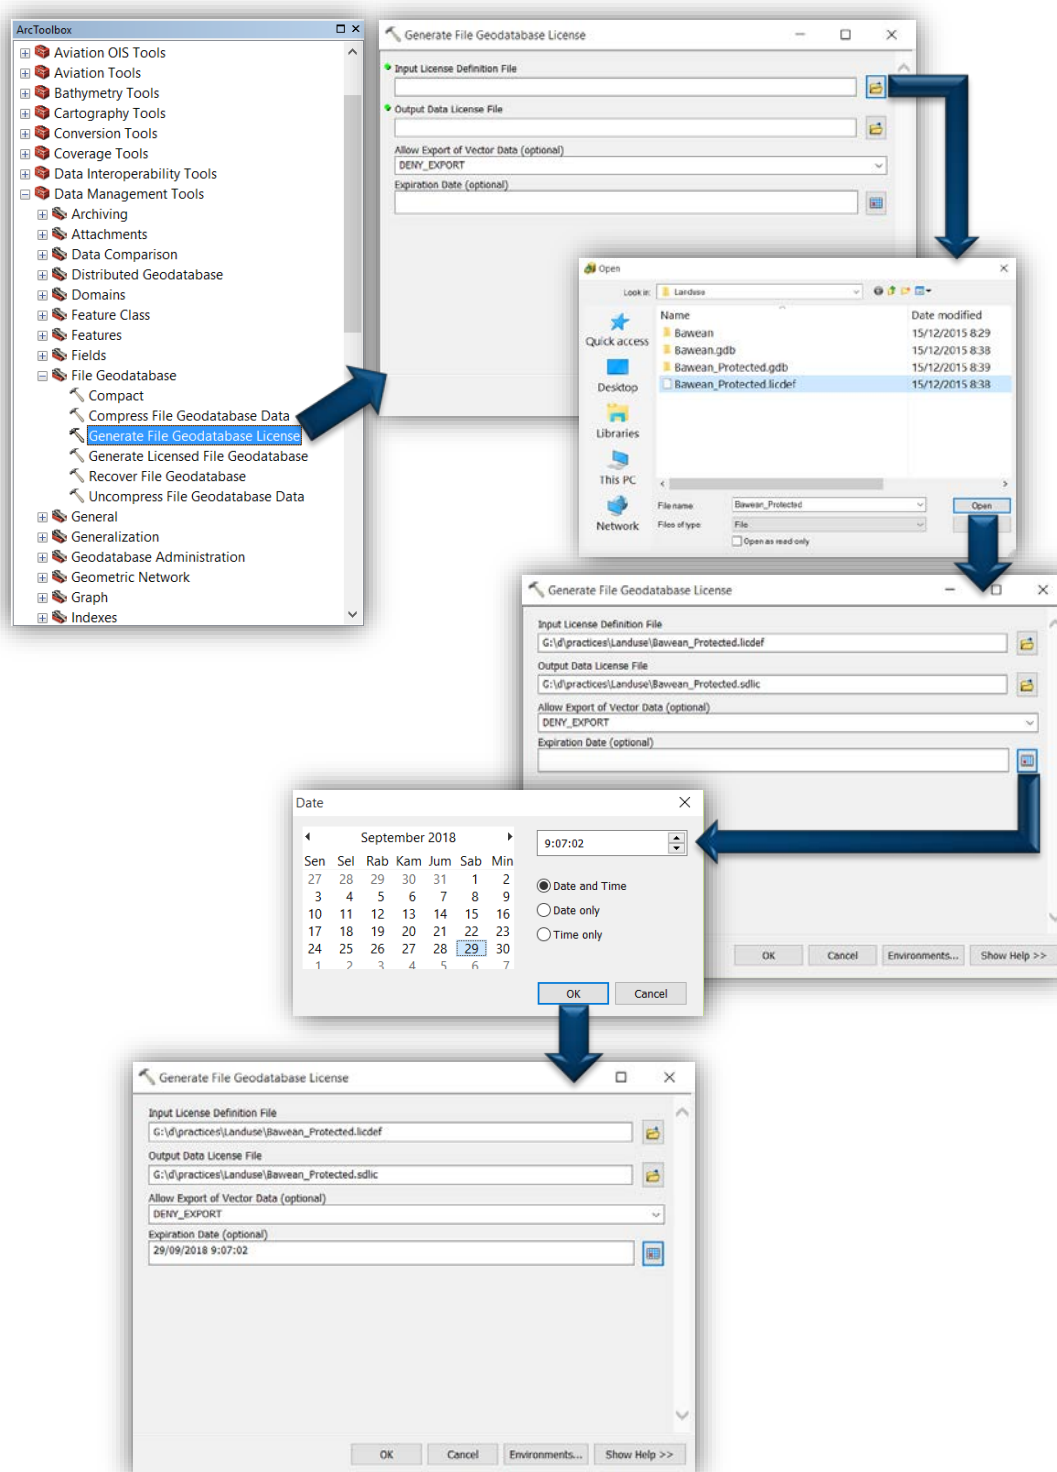 ArcToolbox
Aviation OIS Tools
Aviation Tools
Bathymetry Tools
Cartography Tools
Conversion Tools
Coverage Tools
Data Interoperability Tools
Data Management Tools
Archiving
Attachments
Data Comparison
Distributed Geodatabase
Domains
Feature Class
Features
Fields
File Geodatabase
Compact
Compress File Geodatabase Data
Generate File Geodatabase License
Generate Licensed File Geodatabase
Recover File Geodatabase
Uncompress File Geodatabase Data
General
Generalization
Geodatabase Administration
Geometric Network
Graph
Indexes
Generate File Geodatabase License
Input License Definition File
Output Data License File
Allow Export of Vector Data (optional)
DENY_EXPORT
Expiration Date (optional)
Open
Look in: Landuse
Name Date modified
Bawean 15/12/2015 8:29
Bawean.gdb 15/12/2015 8:38
Bawean_Protected.gdb 15/12/2015 8:39
Bawean_Protected.licdef 15/12/2015 8:38
Quick access
Desktop
Libraries
This PC
Network
File name: Bawean_Protected Open
Files of type: File
Open as read-only
Generate File Geodatabase License
Input License Definition File
G:\d\practices\Landuse\Bawean_Protected.licdef
Output Data License File
G:\d\practices\Landuse\Bawean_Protected.sdlic
Allow Export of Vector Data (optional)
DENY_EXPORT
Expiration Date (optional)
OK Cancel Environments... Show Help >>
Date
September 2018
Sen Sel Rab Kam Jum Sab Min
27 28 29 30 31 1 2
3 4 5 6 7 8 9
10 11 12 13 14 15 16
17 18 19 20 21 22 23
24 25 26 27 28 29 30
1 2 3 4 5 6 7
9:07:02
Date and Time
Date only
Time only
OK Cancel
Generate File Geodatabase License
Input License Definition File
G:\d\practices\Landuse\Bawean_Protected.licdef
Output Data License File
G:\d\practices\Landuse\Bawean_Protected.sdlic
Allow Export of Vector Data (optional)
DENY_EXPORT
Expiration Date (optional)
29/09/2018 9:07:02
OK Cancel Environments... Show Help >>